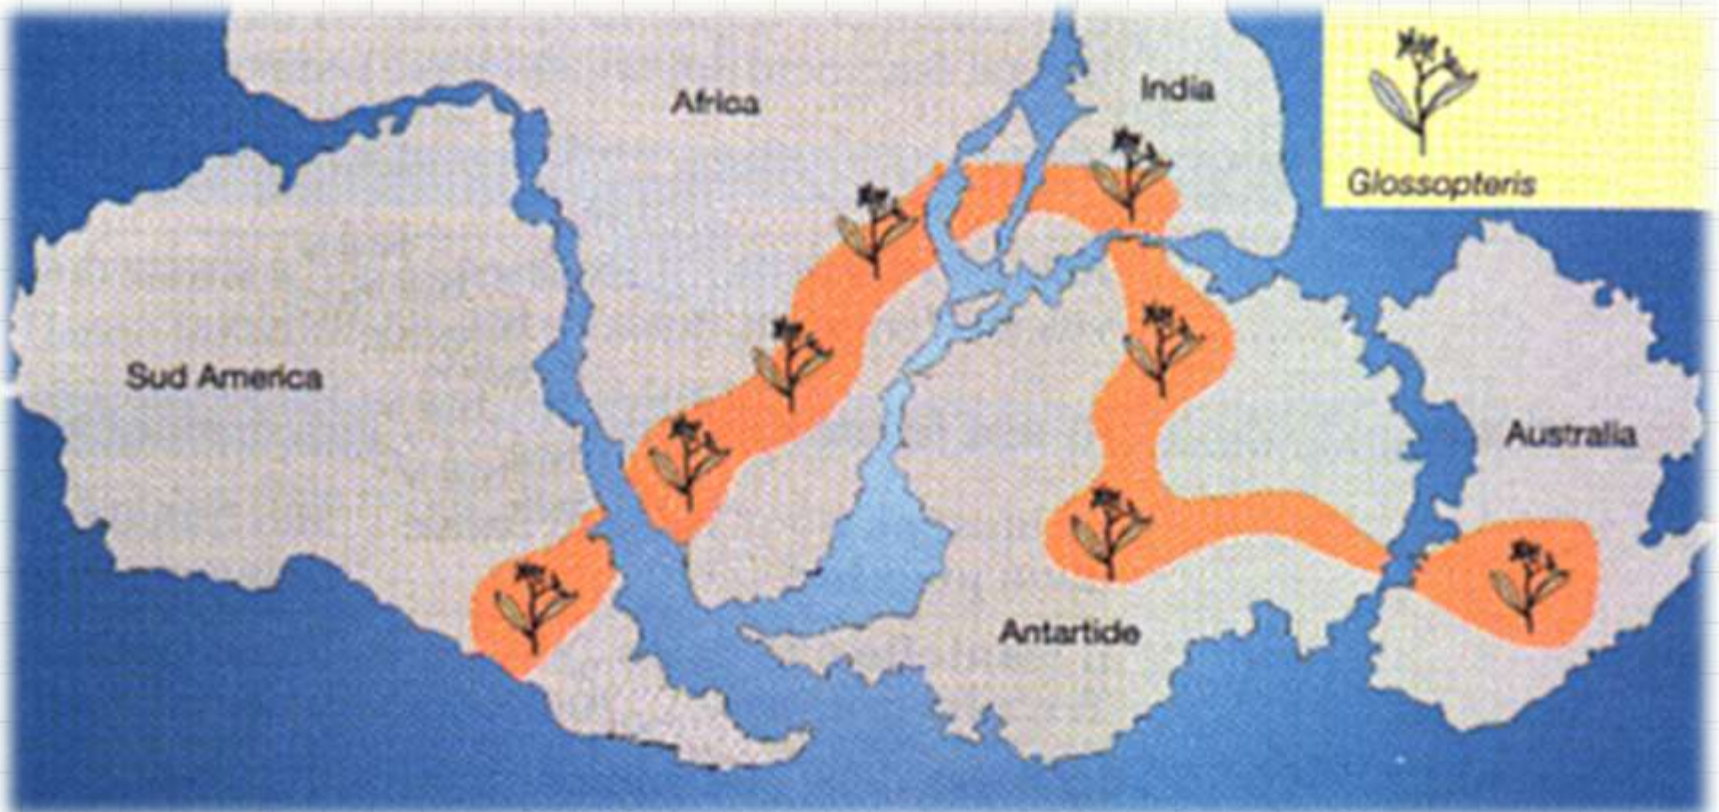 Africa
India
Glossopteris
Sud America
Australia
Antartide